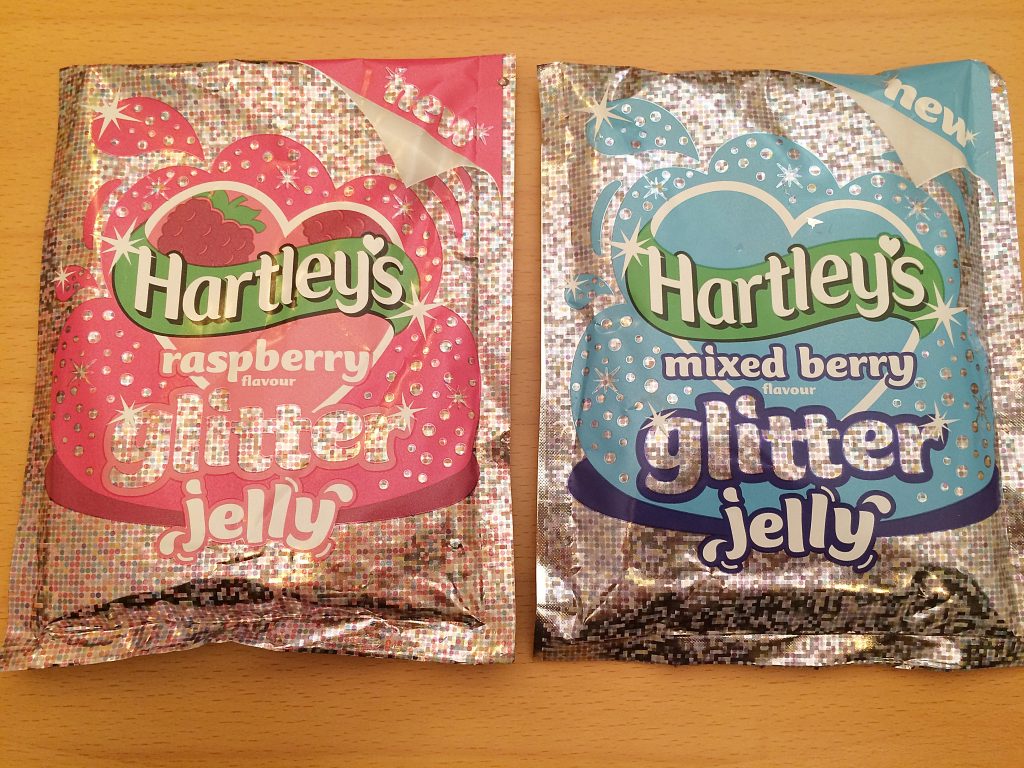 new
Hartley's
raspberry
flavour
glitter
jelly
new
Hartley's
mixed berry
flavour
glitter
jelly